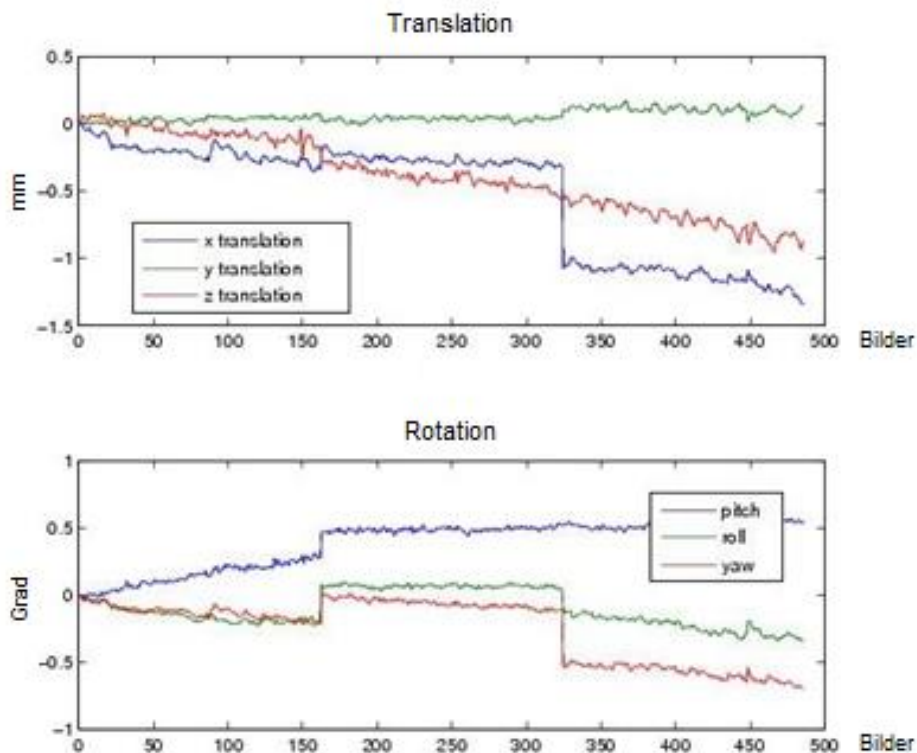 Translation
0.5
0
−0.5
−1
−1.5
mm
x translation
y translation
z translation
0 50 100 150 200 250 300 350 400 450 500 Bilder
Rotation
1
0.5
0
−0.5
−1
Grad
pitch
roll
yaw
0 50 100 150 200 250 300 350 400 450 500 Bilder